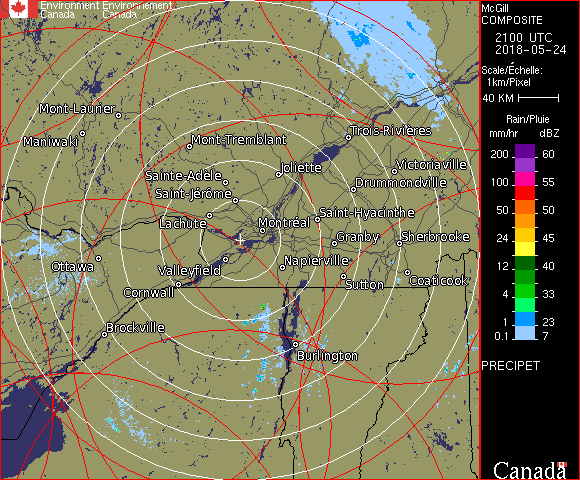 Environment Environnement
Canada Canada
McGill
COMPOSITE
2100 UTC
2018-05-24
Scale/Échelle:
1km/Pixel
40 KM
Rain/Pluie
mm/hr dBZ
200 60
155
100 55
50 50
24 45
12 40
4 33
1 23
0.1 7
PRECIPET
Canada
Mont-Laurier
Maniwaki
Mont-Tremblant
Trois-Rivières
Joliette
Victoriaville
Sainte-Adèle
Drummondville
Saint-Jérôme
Lachute
Saint-Hyacinthe
Montréal
Granby
Sherbrooke
Ottawa
Valleyfield
Napierville
Cornwall
Sutton
Coaticook
Brockville
Burlington